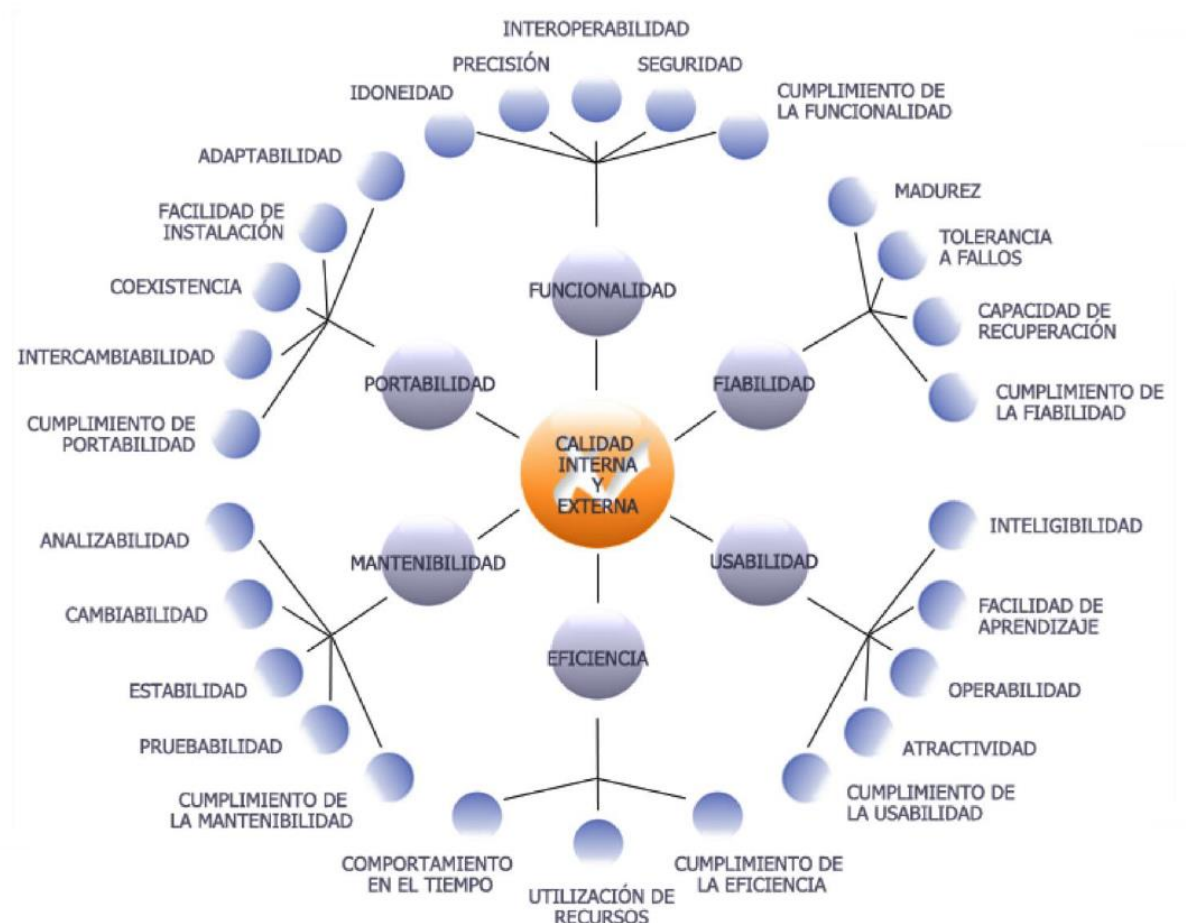 INTEROPERABILIDAD
PRECISIÓN
SEGURIDAD
IDONEIDAD
CUMPLIMIENTO DE
LA FUNCIONALIDAD
ADAPTABILIDAD
FACILIDAD DE
INSTALACIÓN
COEXISTENCIA
INTERCAMBIABILIDAD
CUMPLIMIENTO DE
PORTABILIDAD
MADUREZ
TOLERANCIA
A FALLOS
CAPACIDAD DE
RECUPERACIÓN
CUMPLIMIENTO DE
LA FIABILIDAD
FUNCIONALIDAD
PORTABILIDAD
FIABILIDAD
CALIDAD
INTERNA
Y
EXTERNA
MANTENIBILIDAD
USABILIDAD
EFICIENCIA
ANALIZABILIDAD
CAMBIABILIDAD
ESTABILIDAD
PRUEBABILIDAD
CUMPLIMIENTO DE
LA MANTENIBILIDAD
INTELIGIBILIDAD
FACILIDAD DE
APRENDIZAJE
OPERABILIDAD
ATRACTIVIDAD
CUMPLIMIENTO DE
LA USABILIDAD
COMPORTAMIENTO
EN EL TIEMPO
UTILIZACIÓN DE
RECURSOS
CUMPLIMIENTO DE
LA EFICIENCIA